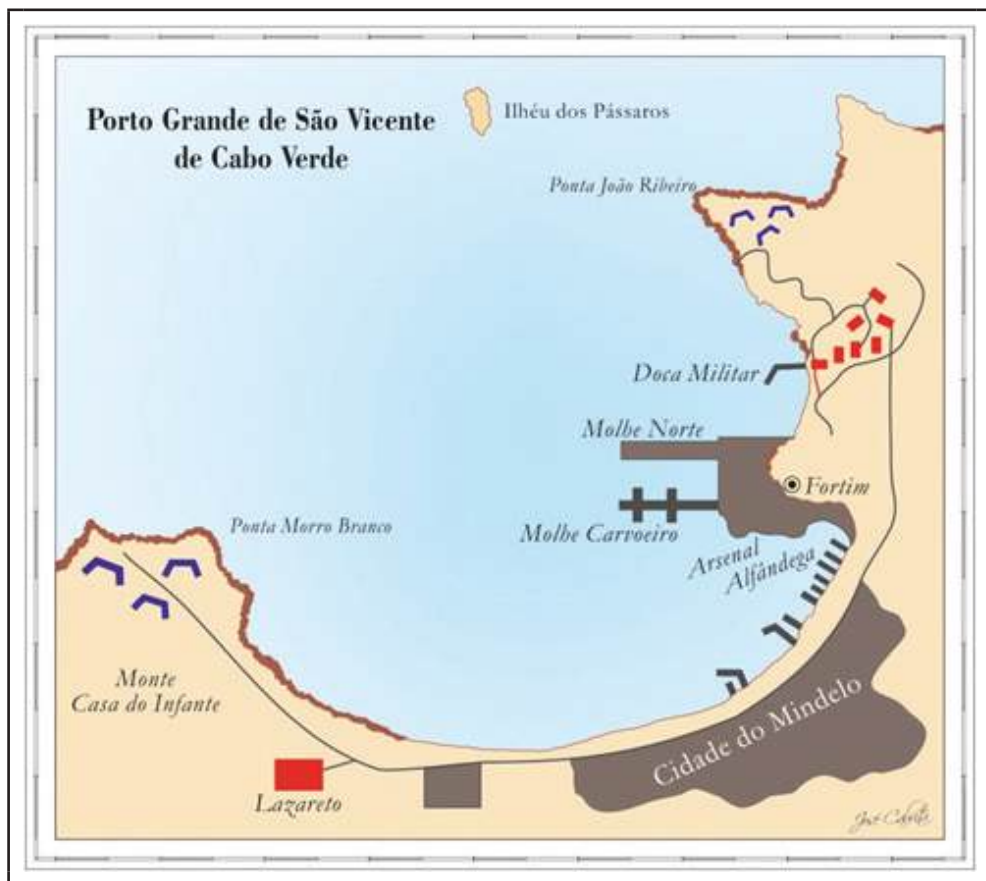 Porto Grande de São Vicente
de Cabo Verde
Ilhéu dos Pássaros
Ponta João Ribeiro
Doca Militar
Molhe Norte
Fortim
Ponta Morro Branco
Molhe Carvoeiro
Arsenal
Alfândega
Monte
Casa do Infante
Cidade do Mindelo
Lazareto